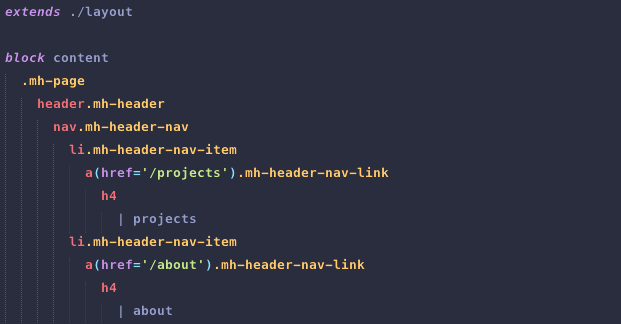 extends ./layout

block content
  .mh-page
    header.mh-header
      nav.mh-header-nav
        li.mh-header-nav-item
          a(href='/projects').mh-header-nav-link
            h4
              | projects
        li.mh-header-nav-item
          a(href='/about').mh-header-nav-link
            h4
              | about